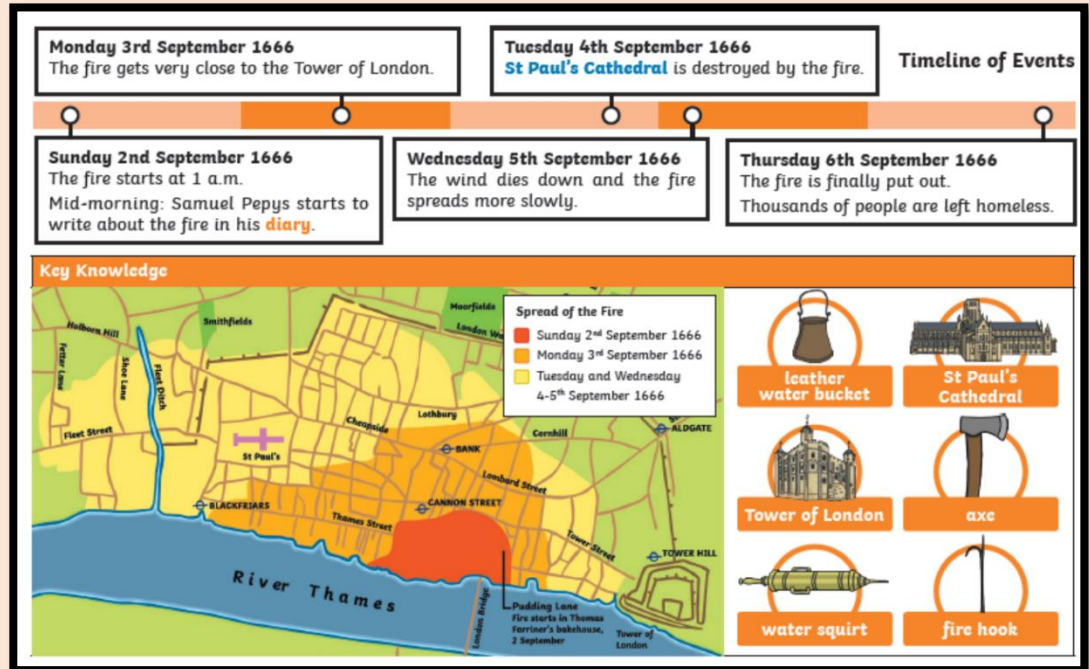 Monday 3rd September 1666
The fire gets very close to the Tower of London.
Tuesday 4th September 1666
St Paul's Cathedral is destroyed by the fire.
Timeline of Events
Sunday 2nd September 1666
The fire starts at 1 a.m.
Mid-morning: Samuel Pepys starts to
write about the fire in his diary.
Wednesday 5th September 1666
The wind dies down and the fire
spreads more slowly.
Thursday 6th September 1666
The fire is finally put out.
Thousands of people are left homeless.
Key Knowledge
Holborn Hill
Smithfields
Moorfields
London Wa
Fetter Lane
Shoe Lane
Fleet Ditch
Fleet Street
St Paul's
Cheapside
Lothbury
Cornhill
BANK
Lombard Street
ALDGATE
BLACKFRIARS
CANNON STREET
Thames Street
Tower Street
TOWER HILL
River Thames
London Bridge
Pudding Lane
Fire starts in Thomas
Farriner's bakehouse,
2 September
Tower of
London
Spread of the Fire
Sunday 2nd September 1666
Monday 3rd September 1666
Tuesday and Wednesday
4-5th September 1666
leather
water bucket
St Paul's
Cathedral
Tower of London
axe
water squirt
fire hook